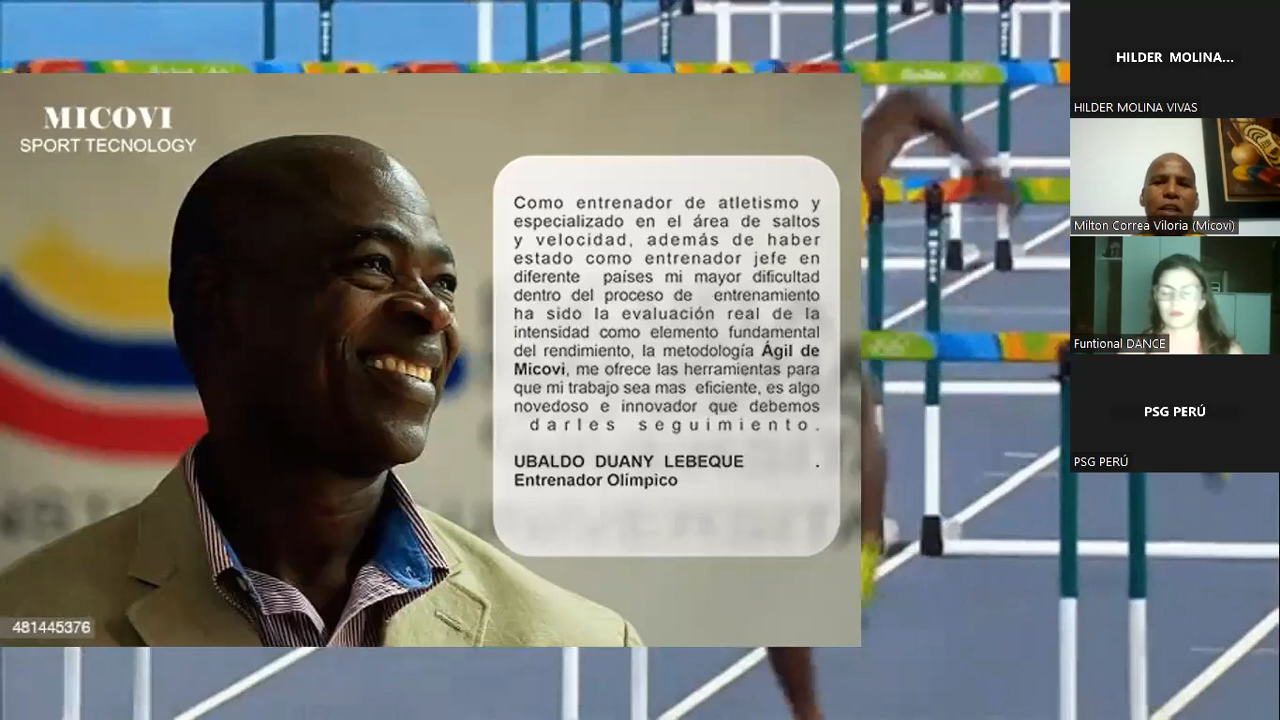 MICOVI
SPORT TECNOLOGY
Como entrenador de atletismo y
especializado en el área de saltos
y velocidad, además de haber
estado como entrenador jefe en
diferente países mi mayor dificultad
dentro del proceso de entrenamiento
ha sido la evaluación real de la
intensidad como elemento fundamental
del rendimiento, la metodología Ágil de
Micovi, me ofrece las herramientas para
que mi trabajo sea mas eficiente, es algo
novedoso e innovador que debemos
darles seguimiento.
UBALDO DUANY LEBEQUE .
Entrenador Olímpico
481445376
HILDER MOLINA...
HILDER MOLINA VIVAS
Milton Correa Viloria (Micovi)
Funtional DANCE
PSG PERÚ
PSG PERÚ